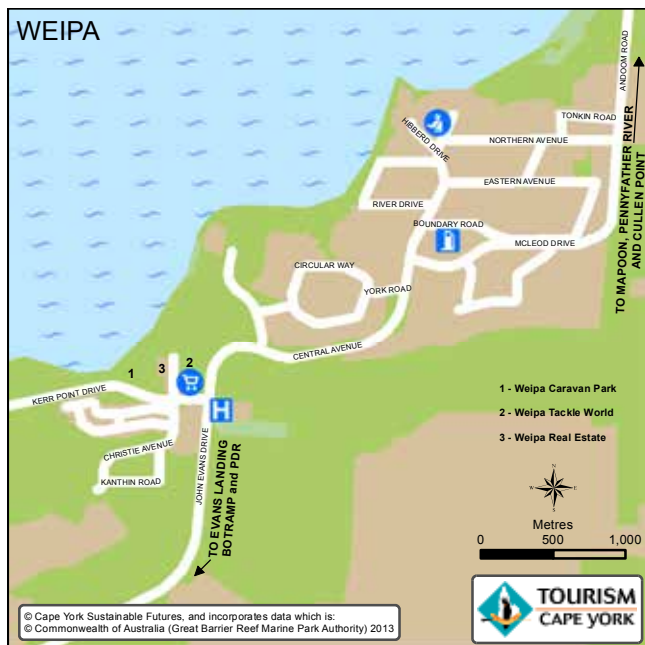 WEIPA
ANDOOM ROAD
TONKIN ROAD
HIBBERD DRIVE
NORTHERN AVENUE
EASTERN AVENUE
RIVER DRIVE
BOUNDARY ROAD
MCLEOD DRIVE
TO MAPOON, PENNYFATHER RIVER
AND CULLEN POINT
CIRCULAR WAY
YORK ROAD
CENTRAL AVENUE
1
3
2
KERR POINT DRIVE
H
CHRISTIE AVENUE
KANTHIN ROAD
JOHN EVANS DRIVE
TO EVANS LANDING
BOTRAMP and PDR
1 - Weipa Caravan Park
2 - Weipa Tackle World
3 - Weipa Real Estate
N
W E
S
Metres
0 500 1,000
TOURISM
CAPE YORK
© Cape York Sustainable Futures, and incorporates data which is:
© Commonwealth of Australia (Great Barrier Reef Marine Park Authority) 2013